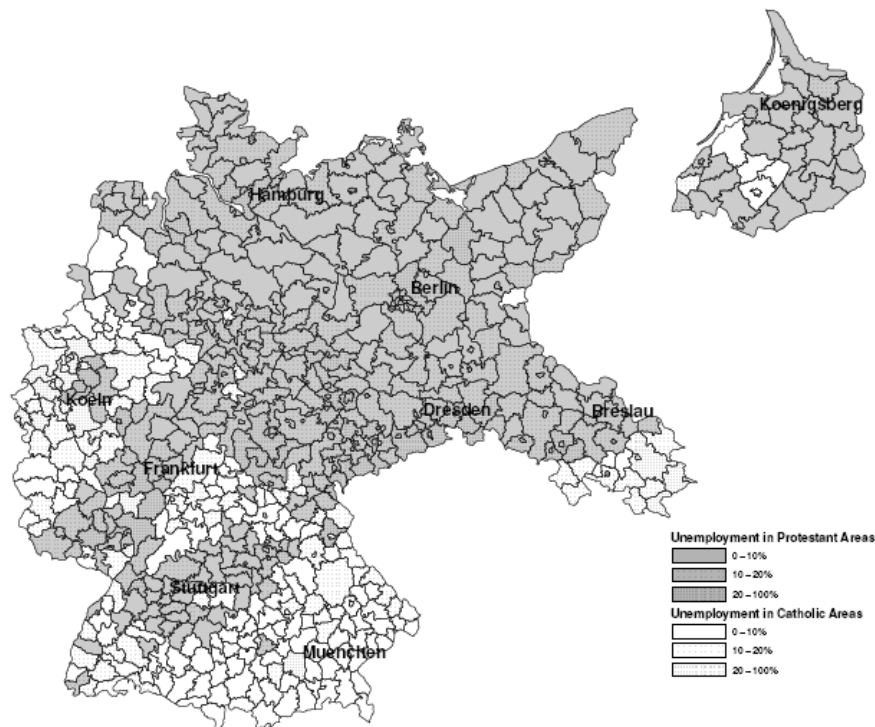 Koenigsberg
Hamburg
Berlin
Koeln
Dresden
Breslau
Frankfurt
Stuttgart
Muenchen
Unemployment in Protestant Areas
0–10%
10–20%
20–100%
Unemployment in Catholic Areas
0–10%
10–20%
20–100%